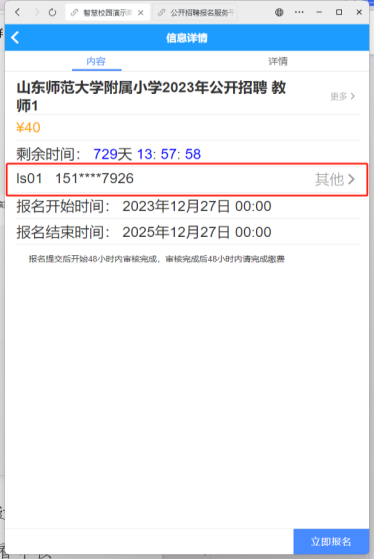 智慧校园演示
公开招聘报名服务平
信息详情
内容
详情
山东师范大学附属小学2023年公开招聘 教
师1
更多
¥40
剩余时间： 729天 13: 57: 58
ls01 151****7926
其他
报名开始时间： 2023年12月27日 00:00
报名结束时间： 2025年12月27日 00:00
报名提交后开始48小时内审核完成，审核完成后48小时内请完成缴费
立即报名